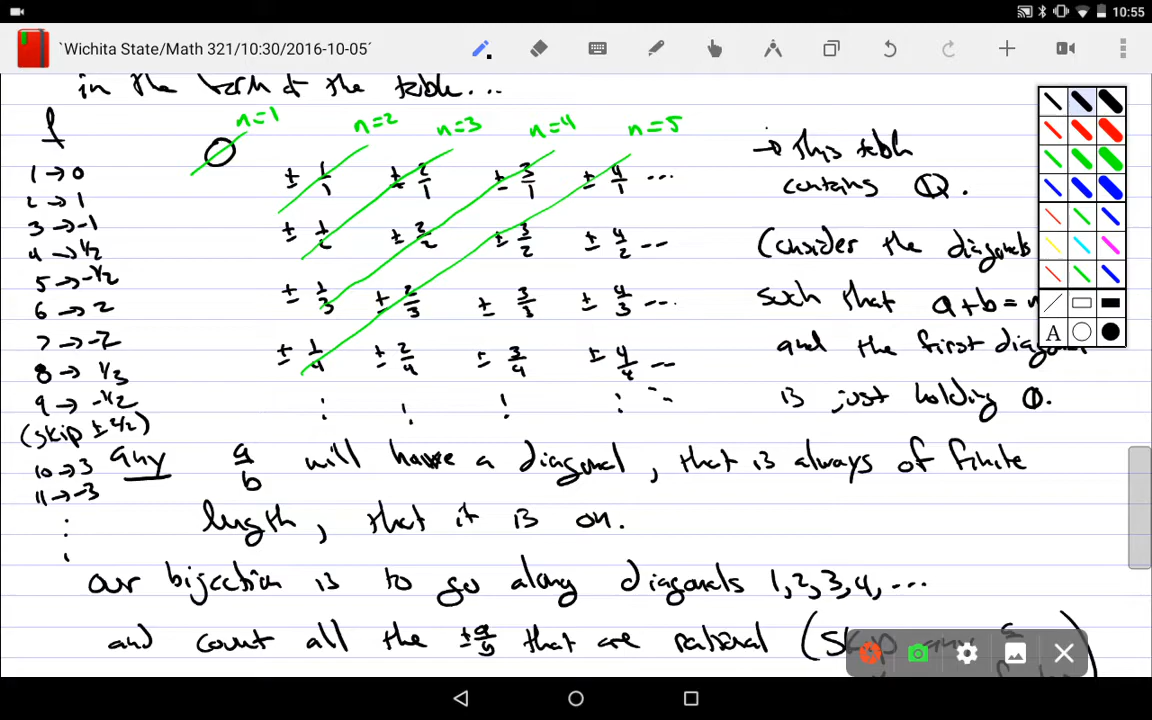 10:55
`Wichita State/Math 321/10:30/2016-10-05´
in the form of the table...
f
n=1 n=2 n=3 n=4 n=5
0
1 → 0
2 → 1
3 → -1
4 → 1/2
5 → -1/2
6 → 2
7 → -2
8 → 1/3
9 → -1/2
(skip ± 2/2)
10 → 3
11 → -3
± 1/1 ± 2/1 ± 3/1 ± 4/1 ...
± 1/2 ± 2/2 ± 3/2 ± 4/2 ...
± 1/3 ± 2/3 ± 3/3 ± 4/3 ...
± 1/4 ± 2/4 ± 3/4 ± 4/4 ...
→ This table
contains Q.
(consider the diagonals
such that a+b = n
and the first
is just holding 0.
any a/b will have a diagonal, that is always of finite
length, that it is on.
our bijection is to go along diagonals 1,2,3,4,...
and count all the ± a/b that are rational (skip any
A